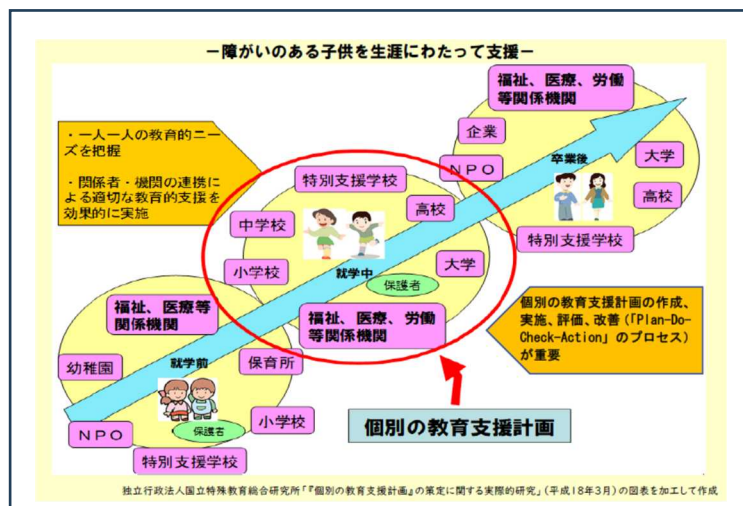 －障がいのある子供を生涯にわたって支援－
福祉、医療、労働
等関係機関
企業
ＮＰＯ
卒業後
大学
高校
特別支援学校
・一人一人の教育的ニー
ズを把握
・関係者・機関の連携に
よる適切な教育的支援を
効果的に実施
特別支援学校
中学校
高校
小学校
就学中
大学
保護者
福祉、医療、労働
等関係機関
福祉、医療等
関係機関
幼稚園
就学前
保育所
小学校
保護者
ＮＰＯ
特別支援学校
個別の教育支援計画の作成、
実施、評価、改善（「Plan-Do-
Check-Action」のプロセス）
が重要
個別の教育支援計画
独立行政法人国立特殊教育総合研究所「『個別の教育支援計画』の策定に関する実際的研究」（平成18年3月）の図表を加工して作成